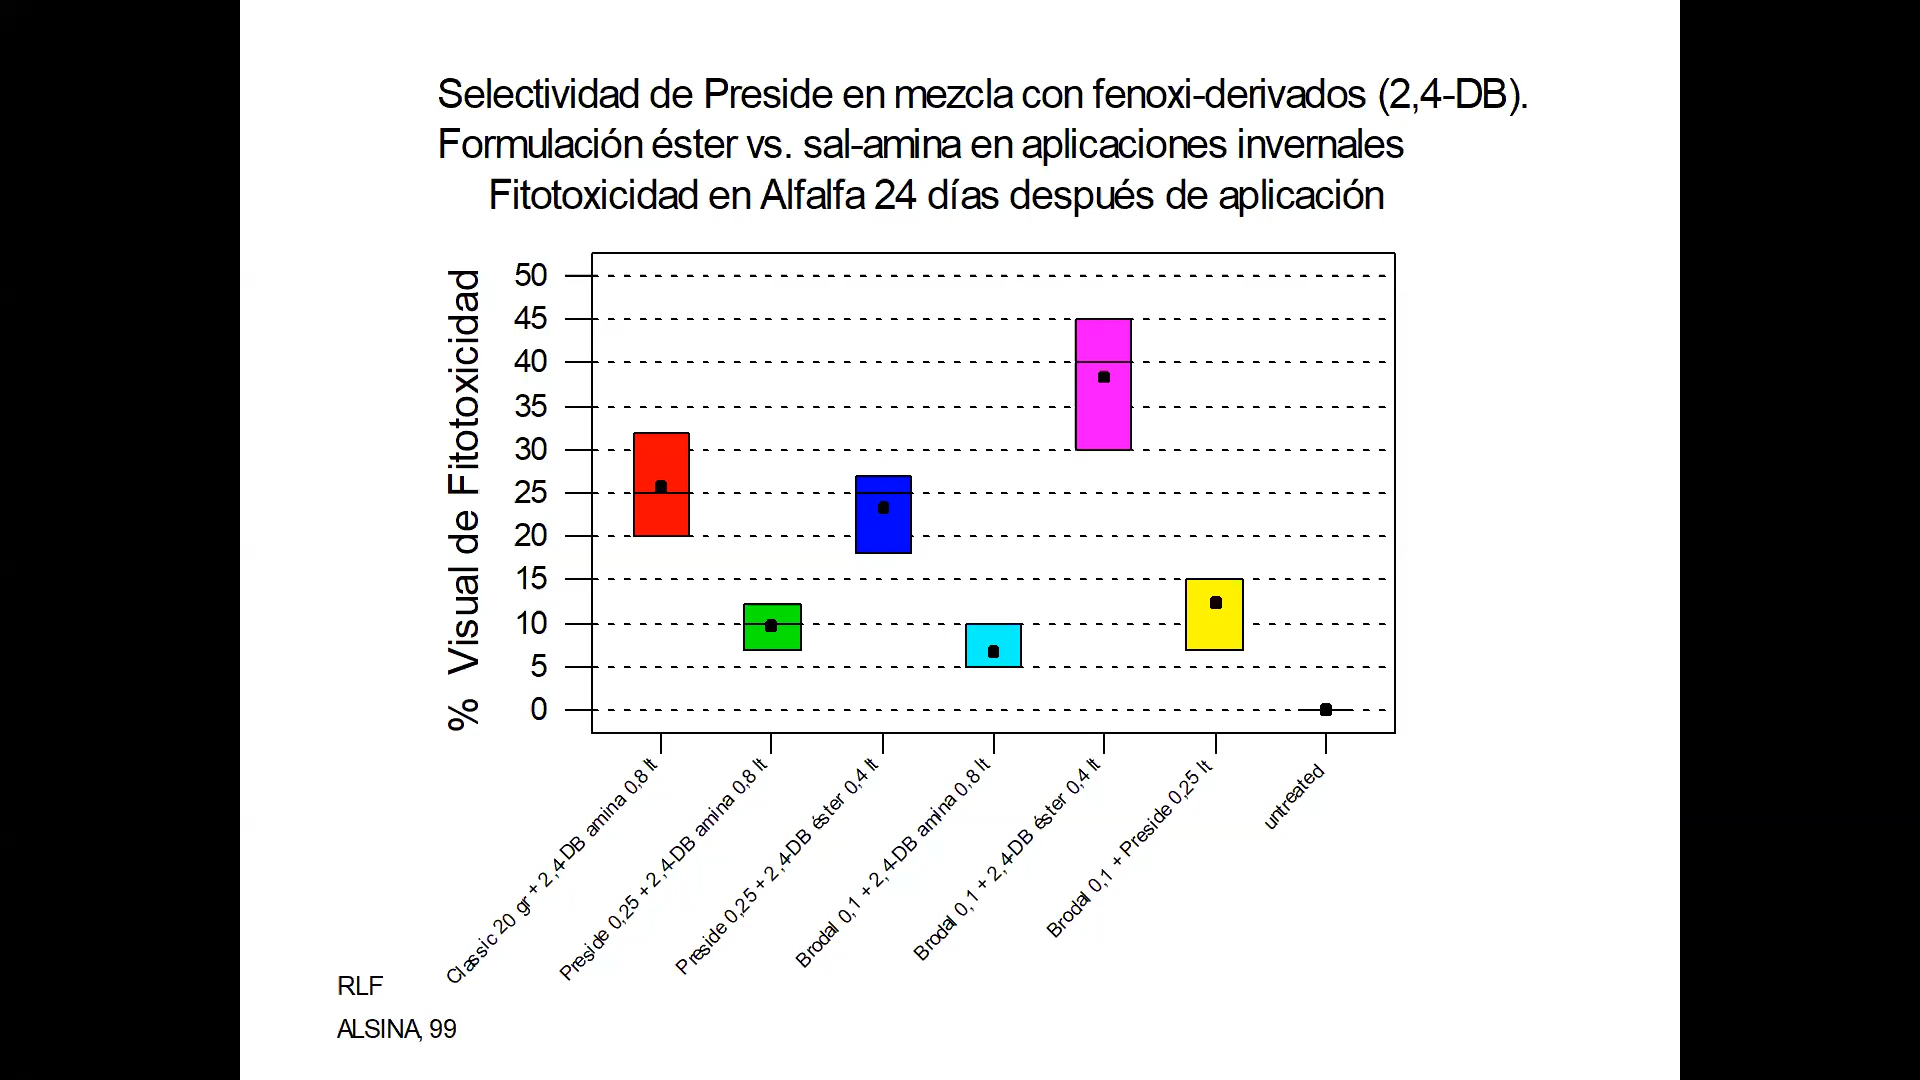 Selectividad de Preside en mezcla con fenoxi-derivados (2,4-DB).
Formulación éster vs. sal-amina en aplicaciones invernales
Fitotoxicidad en Alfalfa 24 días después de aplicación
% Visual de Fitotoxicidad
50
45
40
35
30
25
20
15
10
5
0
Classic 20 gr + 2,4-DB amina 0,8 lt
Preside 0,25 + 2,4-DB amina 0,8 lt
Preside 0,25 + 2,4-DB éster 0,4 lt
Brodal 0,1 + 2,4-DB amina 0,8 lt
Brodal 0,1 + 2,4-DB éster 0,4 lt
Brodal 0,1 + Preside 0,25 lt
untreated
RLF
ALSINA, 99